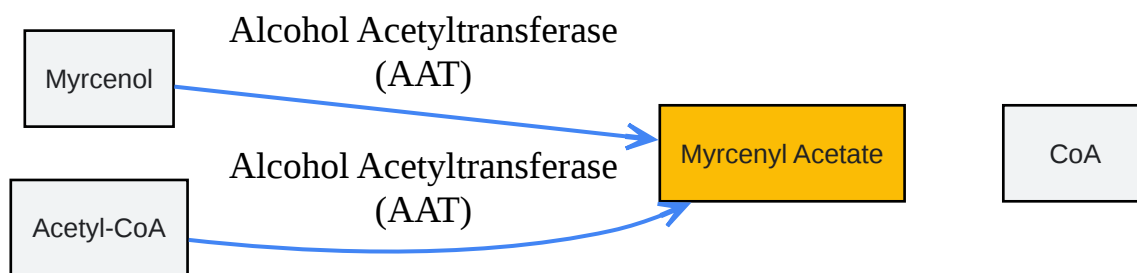 Alcohol Acetyltransferase
(AAT)
Myrcenol
Myrcenyl Acetate
CoA
Alcohol Acetyltransferase
(AAT)
Acetyl-CoA